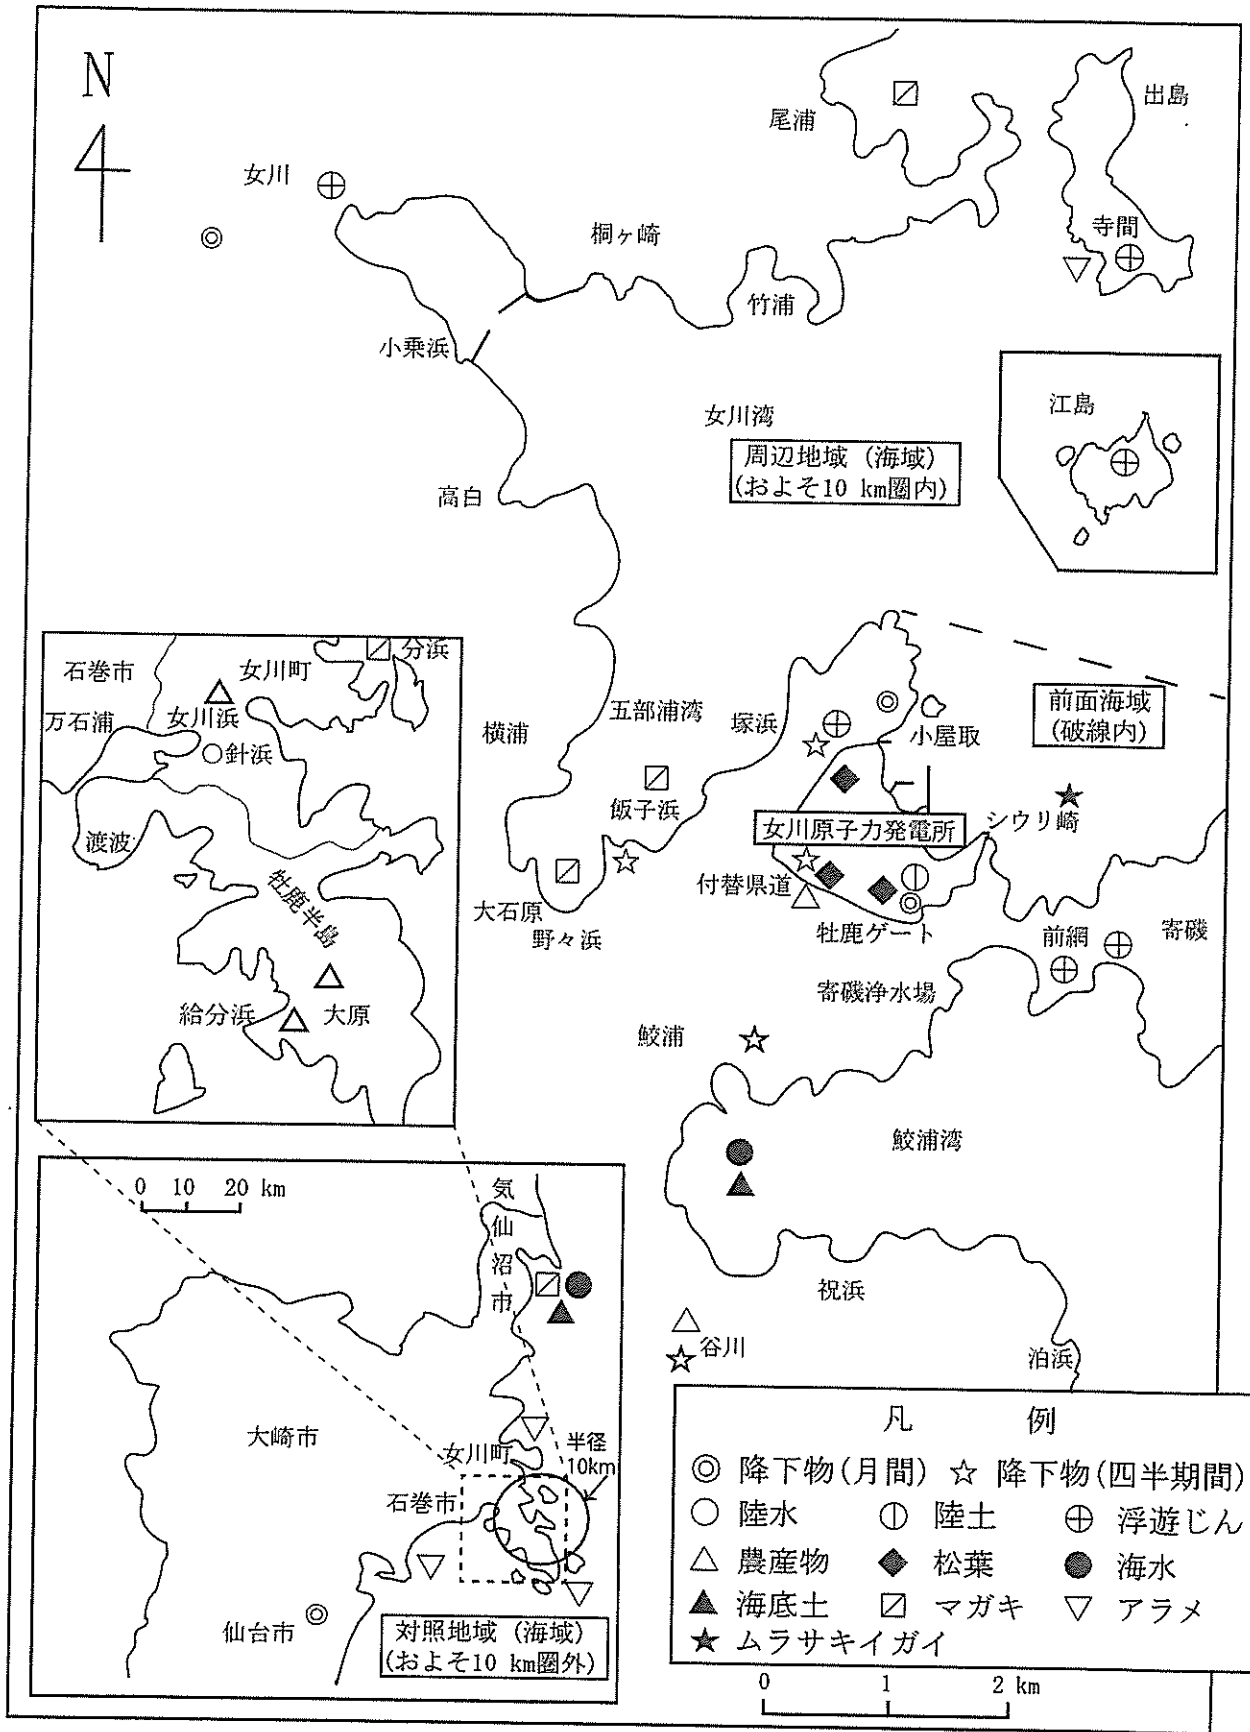 N
尾浦
出島
女川
桐ヶ崎
寺間
竹浦
小乗浜
女川湾
江島
周辺地域（海域）
(およそ10 km圏内)
高白
石巻市
女川町
分浜
万石浦
女川浜
針浜
渡波
牡鹿半島
給分浜
大原
横浦
五部浦湾
塚浜
小屋取
前面海域
(破線内)
飯子浜
女川原子力発電所
シウリ崎
付替県道
大石原
野々浜
牡鹿ゲート
前網
寄磯
寄磯浄水場
鮫浦
鮫浦湾
0 10 20 km
気仙沼市
祝浜
谷川
泊浜
大崎市
女川町
半径
10km
石巻市
仙台市
対照地域（海域）
(およそ10 km圏外)
凡 例
◎ 降下物(月間) ☆ 降下物(四半期間)
陸水 陸土 浮遊じん
農産物 松葉 海水
海底土 マガキ アラメ
★ ムラサキイガイ
0 1 2 km